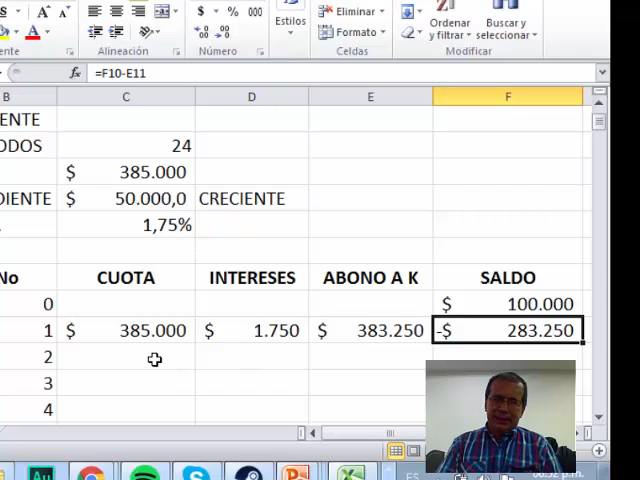 $ % 000
Estilos
Eliminar
Formato
Ordenar y filtrar
Buscar y seleccionar
Alineación
Número
Celdas
Modificar
fx =F10-E11
B C D E F
ENTE
ODOS 24
$ 385.000
DIENTE $ 50.000,0 CRECIENTE
1,75%
No CUOTA INTERESES ABONO A K SALDO
0 $ 100.000
1 $ 385.000 $ 1.750 $ 383.250 -$ 283.250
2
3
4